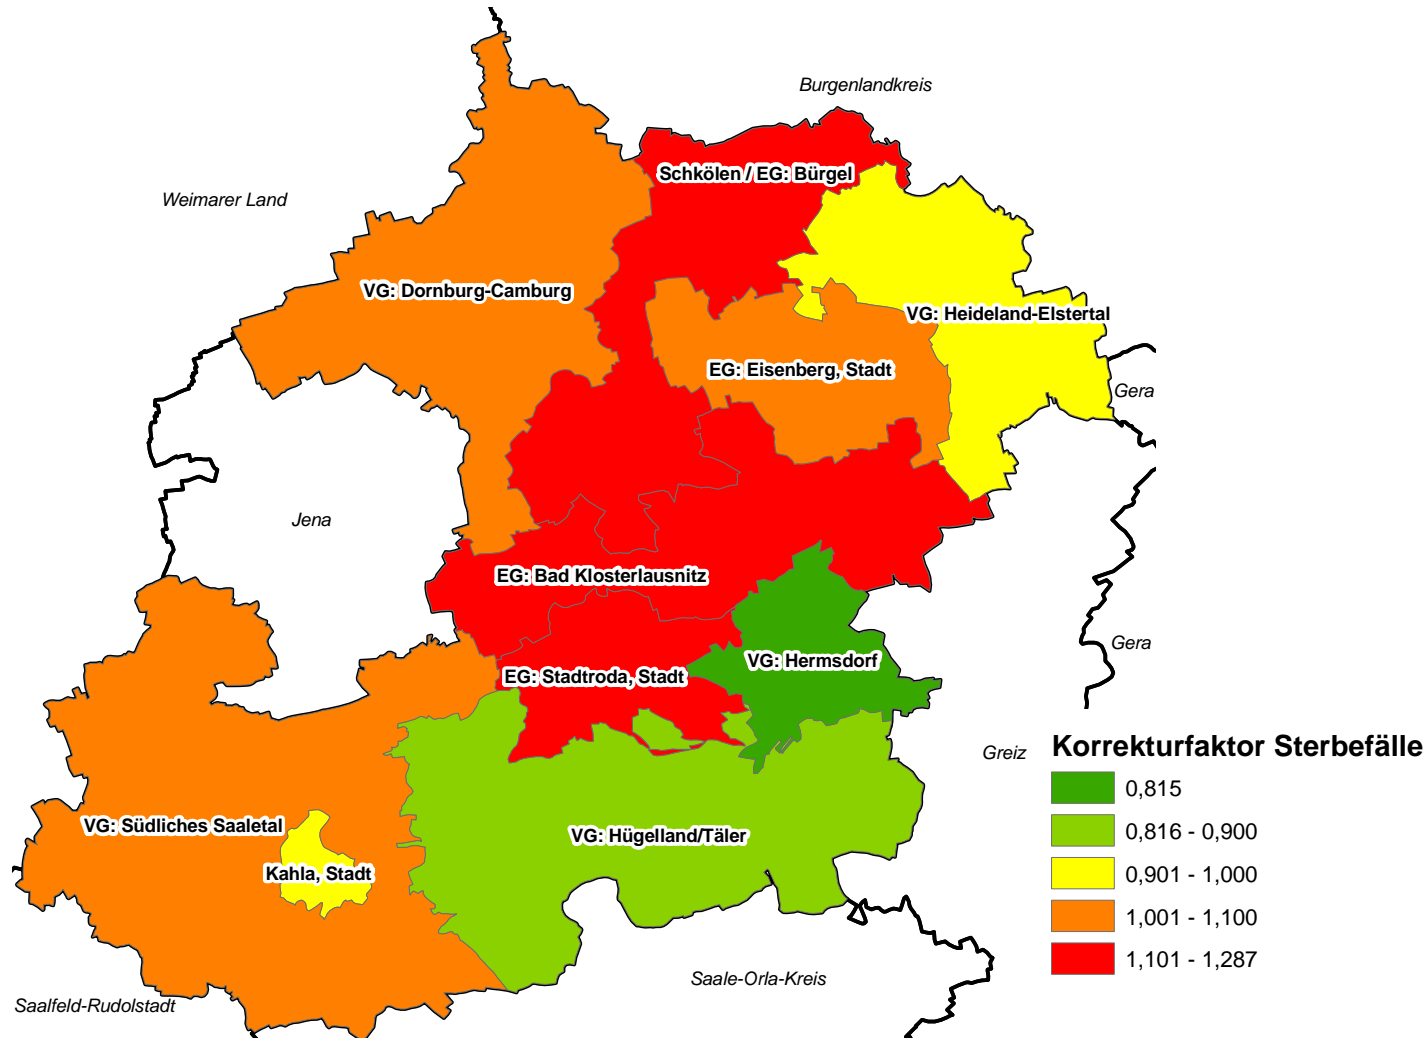 Burgenlandkreis
Schkölen / EG: Bürgel
Weimarer Land
VG: Dornburg-Camburg
VG: Heideland-Elstertal
EG: Eisenberg, Stadt
Gera
Jena
EG: Bad Klosterlausnitz
Gera
VG: Hermsdorf
EG: Stadtroda, Stadt
Greiz
Korrekturfaktor Sterbefälle
0,815
0,816 - 0,900
0,901 - 1,000
1,001 - 1,100
1,101 - 1,287
VG: Südliches Saaletal
VG: Hügelland/Täler
Kahla, Stadt
Saale-Orla-Kreis
Saalfeld-Rudolstadt